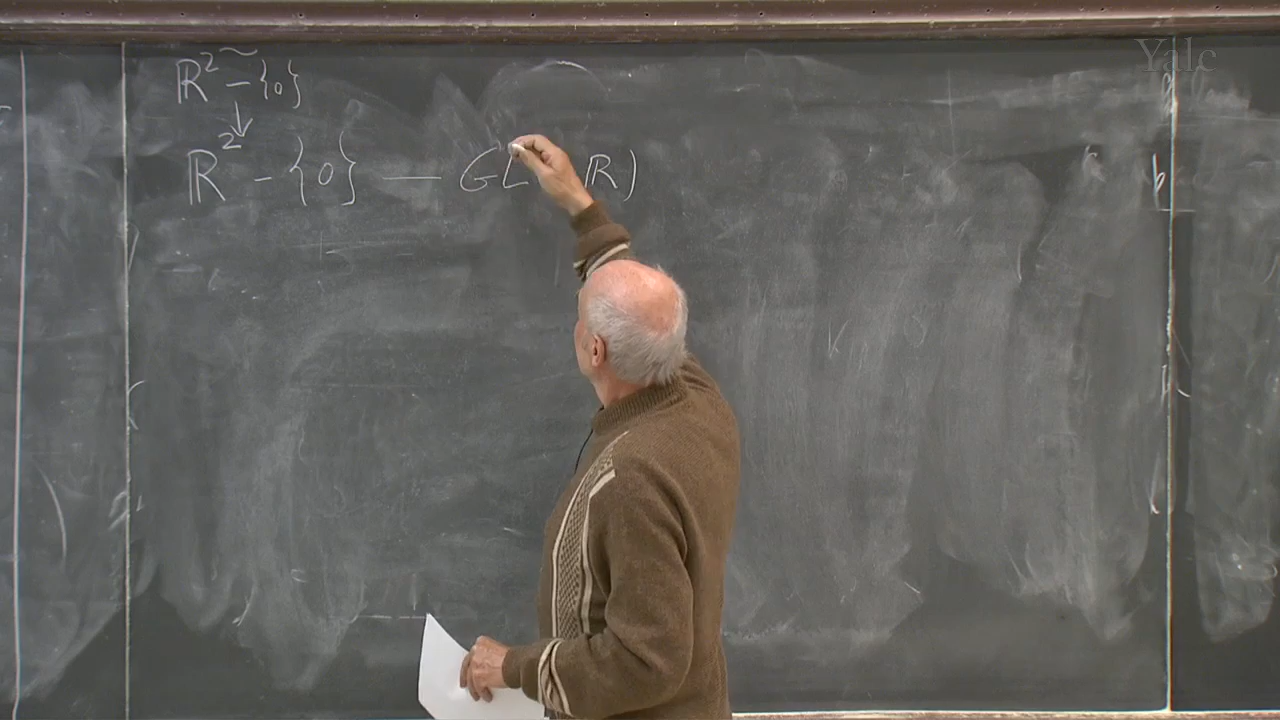 ℝ² ~ - {0}
↓
ℝ² - {0} — GL ℝ)
Yale